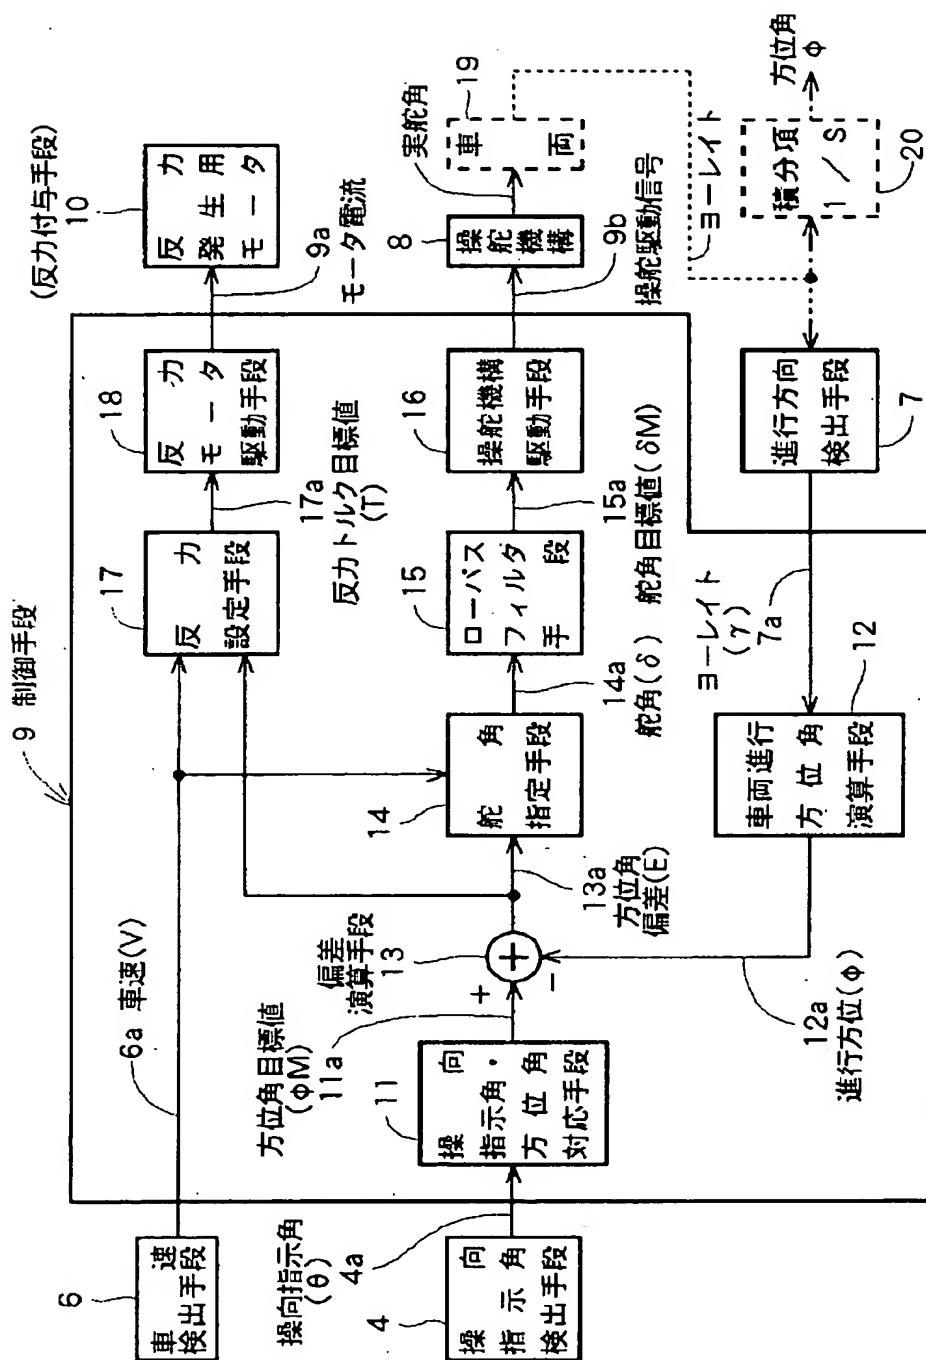 9 制御手段
6
車速
検出手段
6a 車速(V)
17
反力
設定手段
17a
反力トルク目標値
(T)
18
反力
モータ
駆動手段
9a
モータ電流
(反力付与手段)
10
反力
発生用
モータ
操向指示角
(θ)
4a
4
操向
指示角
検出手段
11
操向
指示角・
方位角
対応手段
方位角目標値
(φM)
11a
偏差
演算手段
13
+
+
−
13a
方位角
偏差(E)
14
舵角
指定手段
14a
舵角(δ)
15
ローパス
フィルタ
手段
15a
舵角目標値(δM)
16
操舵機構
駆動手段
9b
操舵駆動信号
8
操舵
機構
実舵角
19
車両
ヨーレイト
12a
進行方位(φ)
12
車両進行
方位角
演算手段
ヨーレイト
(γ)
7a
7
進行方向
検出手段
積分項
1/S
20
方位角
φ